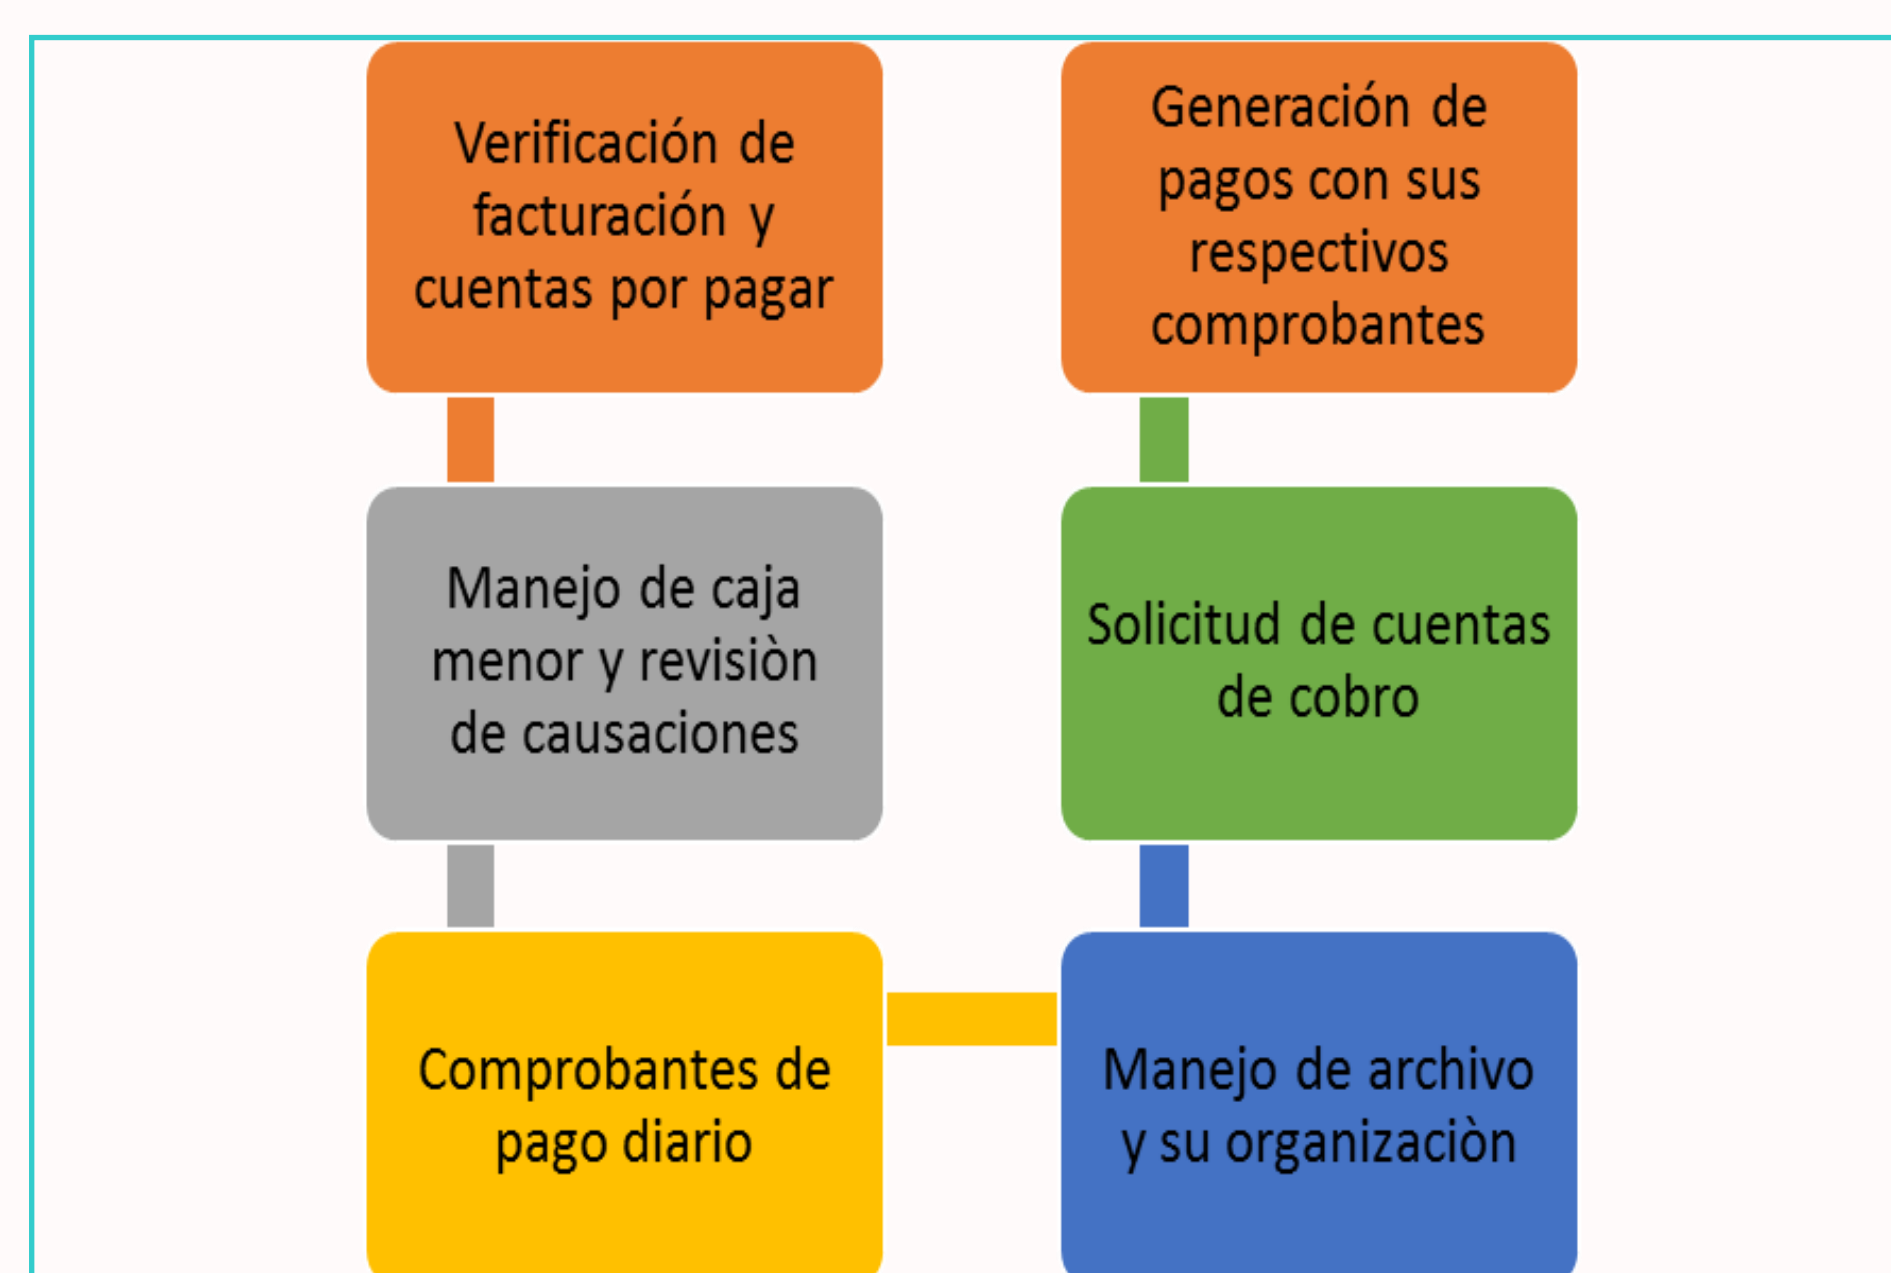 Verificación de
facturación y
cuentas por pagar
Manejo de caja
menor y revisiòn
de causaciones
Comprobantes de
pago diario
Manejo de archivo
y su organizaciòn
Solicitud de cuentas
de cobro
Generación de
pagos con sus
respectivos
comprobantes